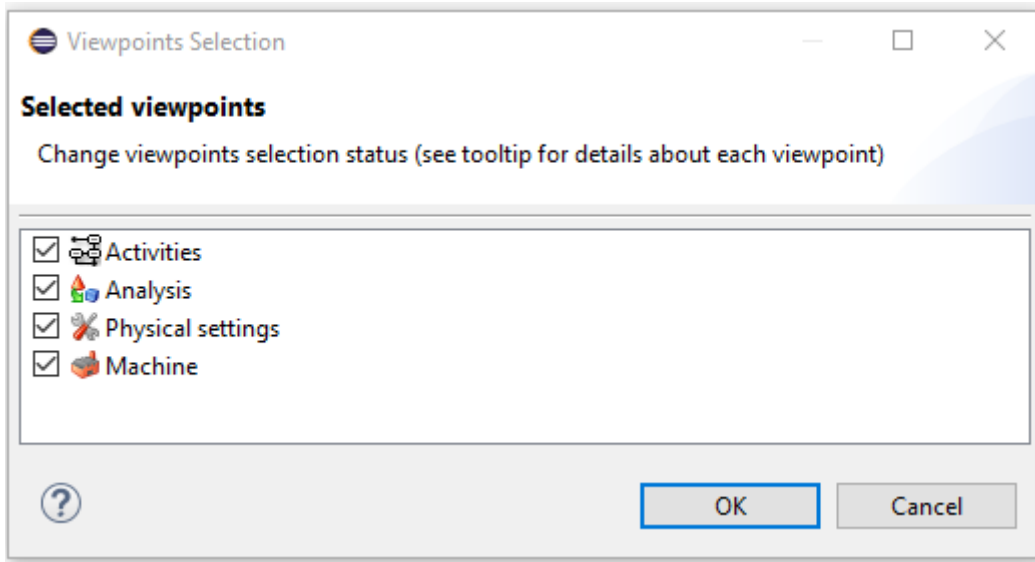 Viewpoints Selection
Selected viewpoints
Change viewpoints selection status (see tooltip for details about each viewpoint)
Activities
Analysis
Physical settings
Machine
?
OK Cancel